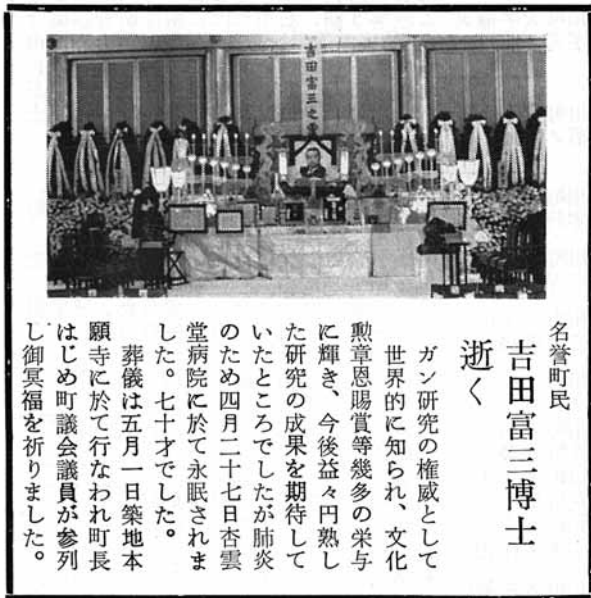 吉田富三之霊
名誉町民
吉田富三博士
逝く
ガン研究の権威として
世界的に知られ、文化
勲章恩賜賞等幾多の栄与
に輝き、今後益々円熟し
た研究の成果を期待して
いたところでしたが肺炎
のため四月二十七日杏雲
堂病院に於て永眠されま
した。七十才でした。
葬儀は五月一日築地本
願寺に於て行なわれ町長
はじめ町議会議員が参列
し御冥福を祈りました。